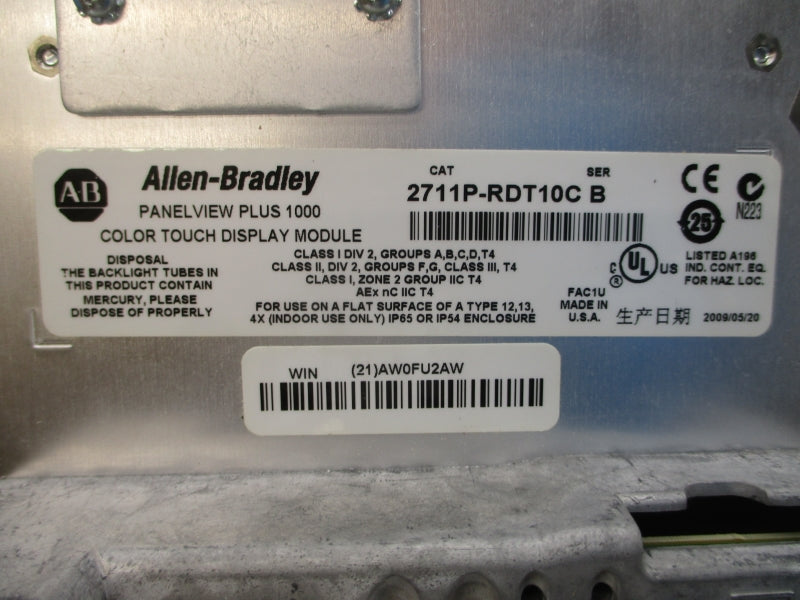 AB
Allen-Bradley
PANELVIEW PLUS 1000
COLOR TOUCH DISPLAY MODULE
CAT
SER
2711P-RDT10C B
CE
N223
25
DISPOSAL
THE BACKLIGHT TUBES IN
THIS PRODUCT CONTAIN
MERCURY, PLEASE
DISPOSE OF PROPERLY
CLASS I DIV 2, GROUPS A,B,C,D,T4
CLASS II, DIV 2, GROUPS F,G, CLASS III, T4
CLASS I, ZONE 2 GROUP IIC T4
AEx nC IIC T4
FOR USE ON A FLAT SURFACE OF A TYPE 12,13,
4X (INDOOR USE ONLY) IP65 OR IP54 ENCLOSURE
C UL US
®
LISTED A196
IND. CONT. EQ.
FOR HAZ. LOC.
FAC1U
MADE IN
U.S.A.
生产日期 2009/05/20
WIN (21)AW0FU2AW